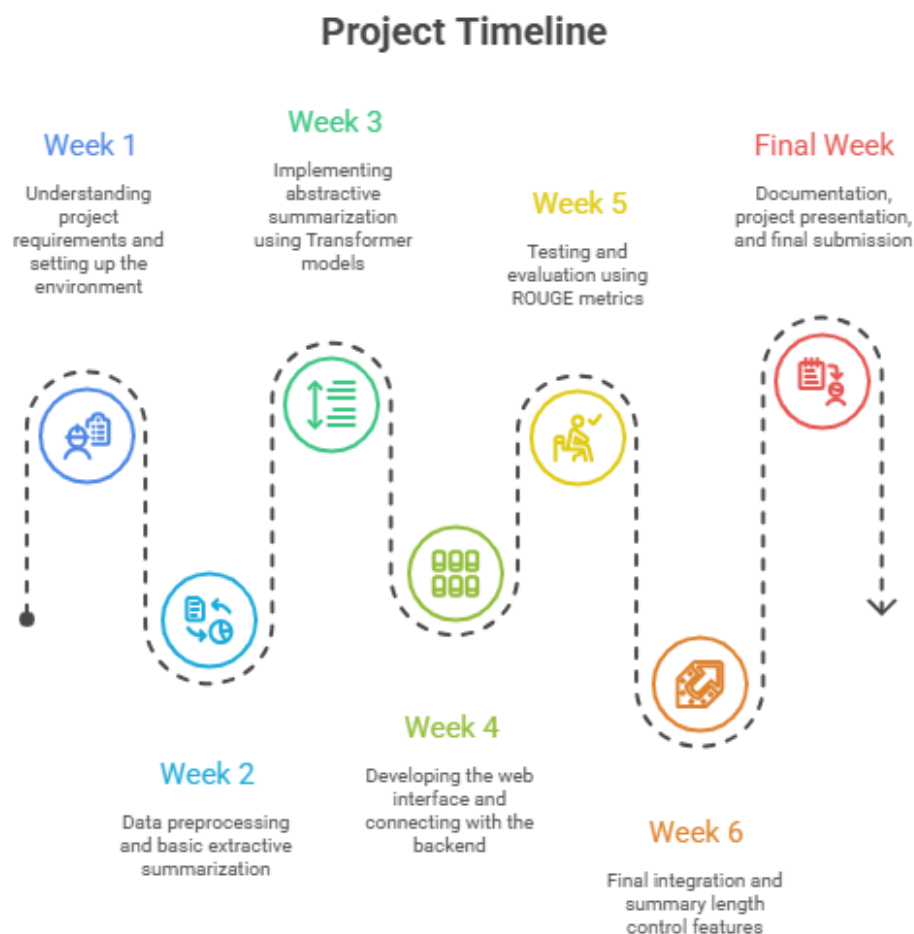 Project Timeline
Week 1
Understanding
project
requirements and
setting up the
environment
Week 2
Data preprocessing
and basic extractive
summarization
Week 3
Implementing
abstractive
summarization
using Transformer
models
Week 4
Developing the web
interface and
connecting with the
backend
Week 5
Testing and
evaluation using
ROUGE metrics
Week 6
Final integration and
summary length
control features
Final Week
Documentation,
project presentation,
and final submission